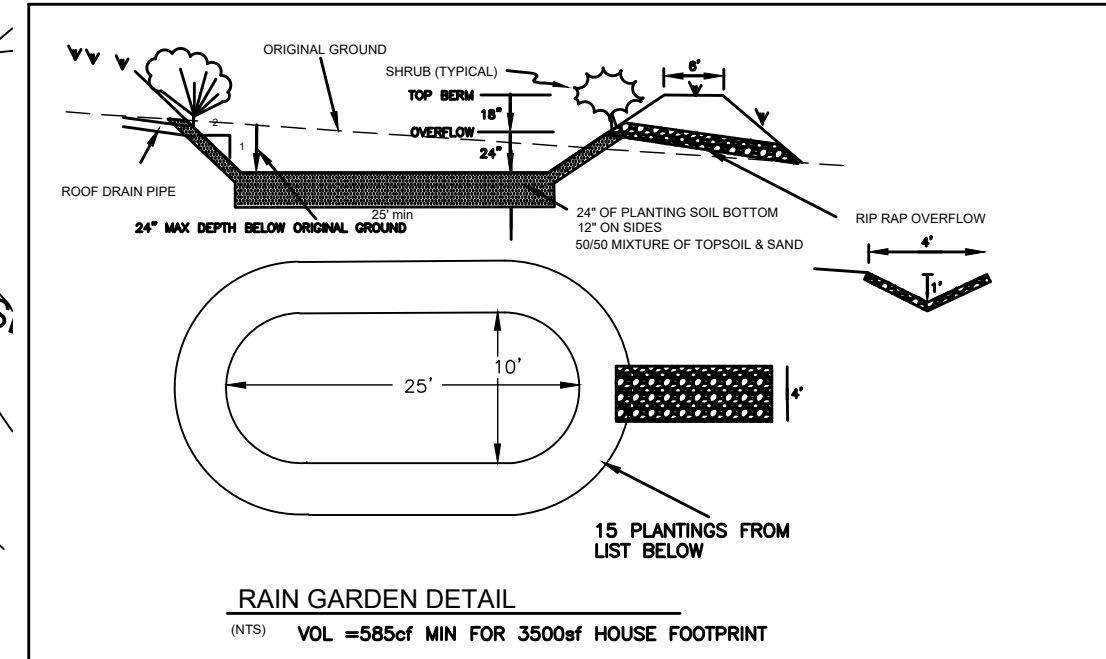 ORIGINAL GROUND
SHRUB (TYPICAL)
6'
TOP BERM
18"
OVERFLOW
24"
2
1
ROOF DRAIN PIPE
25' min
24" MAX DEPTH BELOW ORIGINAL GROUND
24" OF PLANTING SOIL BOTTOM
12" ON SIDES
50/50 MIXTURE OF TOPSOIL & SAND
RIP RAP OVERFLOW
4'
1'
10'
25'
4'
15 PLANTINGS FROM
LIST BELOW
RAIN GARDEN DETAIL
(NTS) VOL =585cf MIN FOR 3500sf HOUSE FOOTPRINT